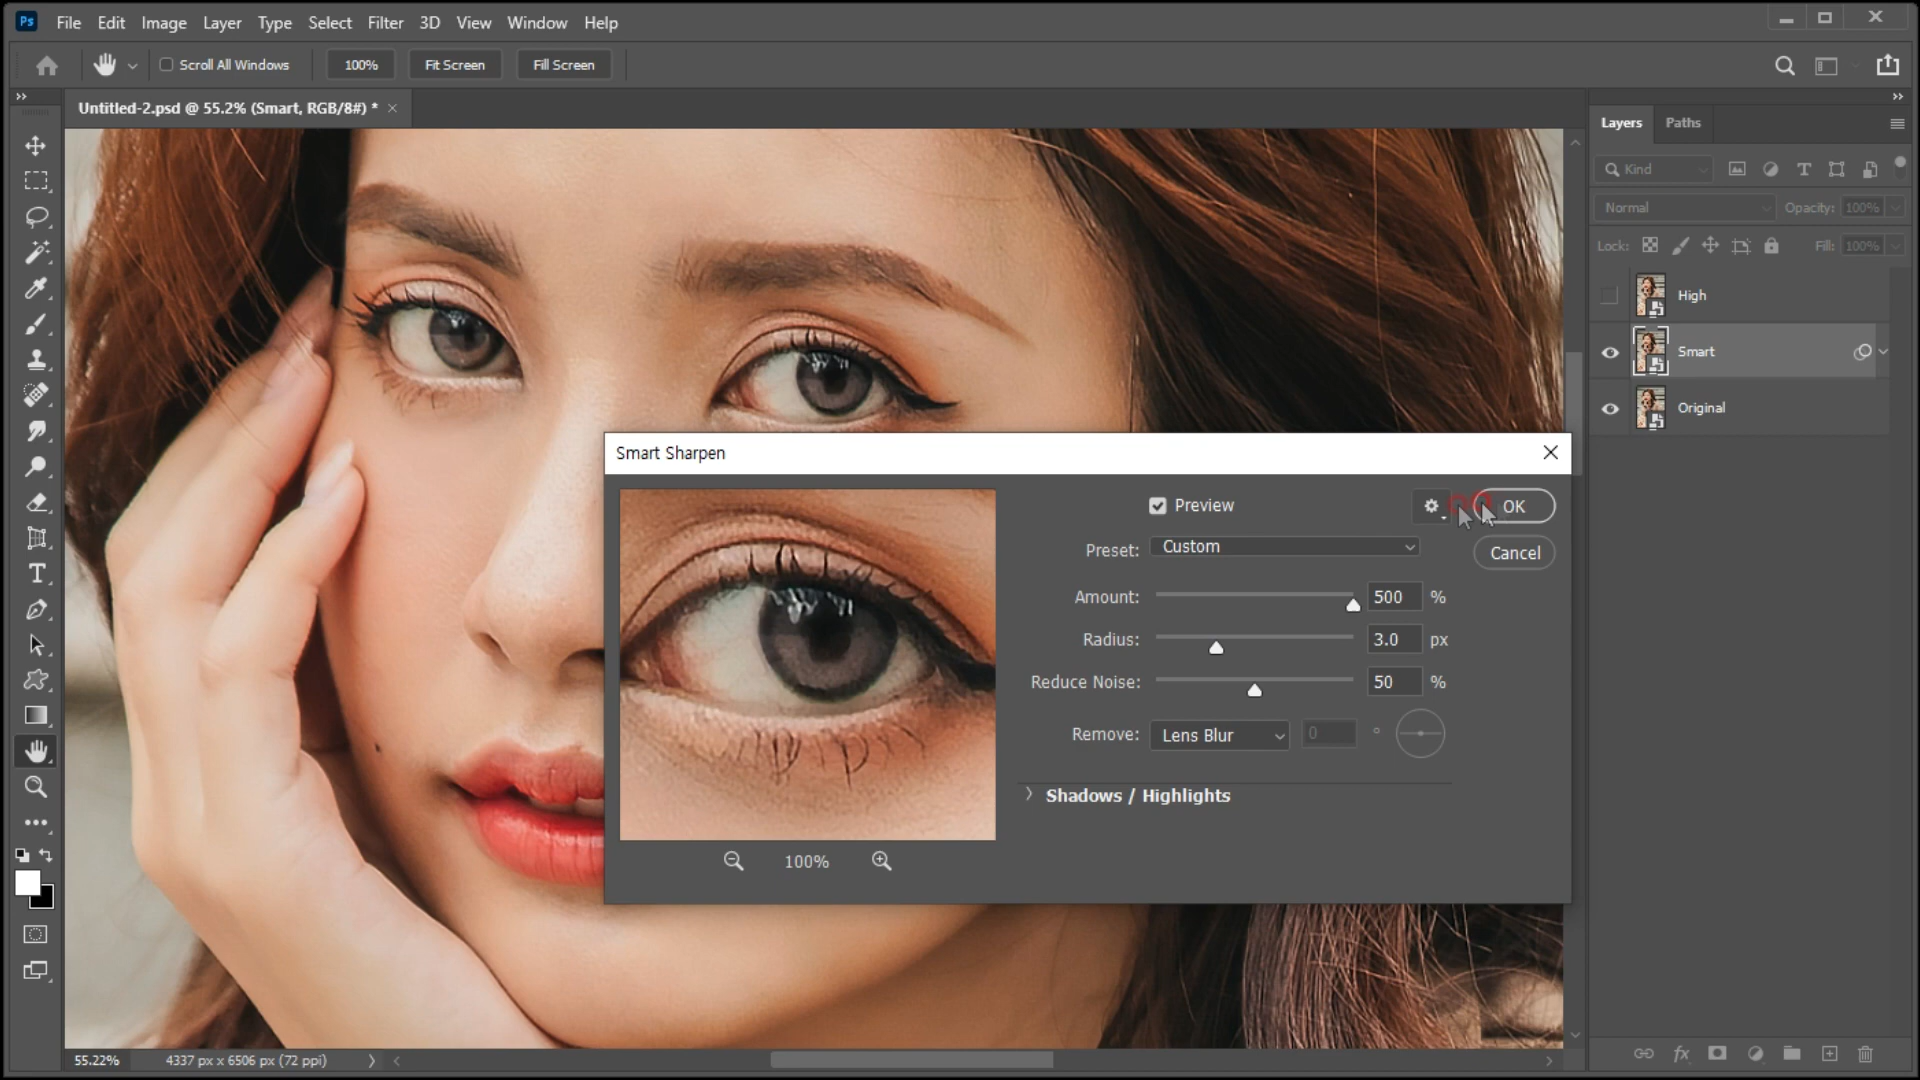 Ps File Edit Image Layer Type Select Filter 3D View Window Help
Scroll All Windows 100% Fit Screen Fill Screen
Untitled-2.psd @ 55.2% (Smart, RGB/8#) *
Layers Paths
Kind
Normal Opacity: 100%
Lock: Fill: 100%
High
Smart
Original
Smart Sharpen
Preview OK
Preset: Custom Cancel
Amount: 500 %
Radius: 3.0 px
Reduce Noise: 50 %
Remove: Lens Blur 0 °
Shadows / Highlights
100%
55.22% 4337 px x 6506 px (72 ppi)